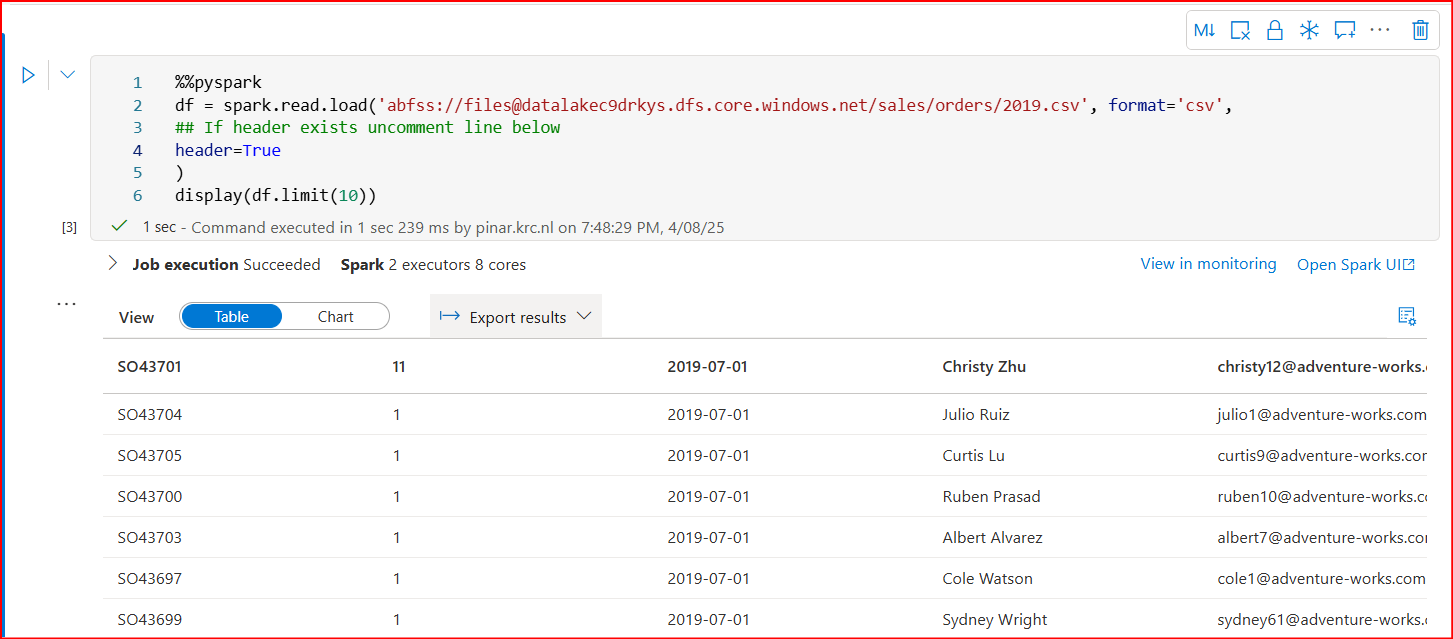 M↓
1 %%pyspark
2 df = spark.read.load('abfss://files@datalakec9drkys.dfs.core.windows.net/sales/orders/2019.csv', format='csv',
3 ## If header exists uncomment line below
4 header=True
5 )
6 display(df.limit(10))
[3] 1 sec - Command executed in 1 sec 239 ms by pinar.krc.nl on 7:48:29 PM, 4/08/25
Job execution Succeeded Spark 2 executors 8 cores View in monitoring Open Spark UI
View Table Chart Export results
SO43701 11 2019-07-01 Christy Zhu christy12@adventure-works.
SO43704 1 2019-07-01 Julio Ruiz julio1@adventure-works.com
SO43705 1 2019-07-01 Curtis Lu curtis9@adventure-works.cor
SO43700 1 2019-07-01 Ruben Prasad ruben10@adventure-works.c
SO43703 1 2019-07-01 Albert Alvarez albert7@adventure-works.co
SO43697 1 2019-07-01 Cole Watson cole1@adventure-works.com
SO43699 1 2019-07-01 Sydney Wright sydney61@adventure-works.